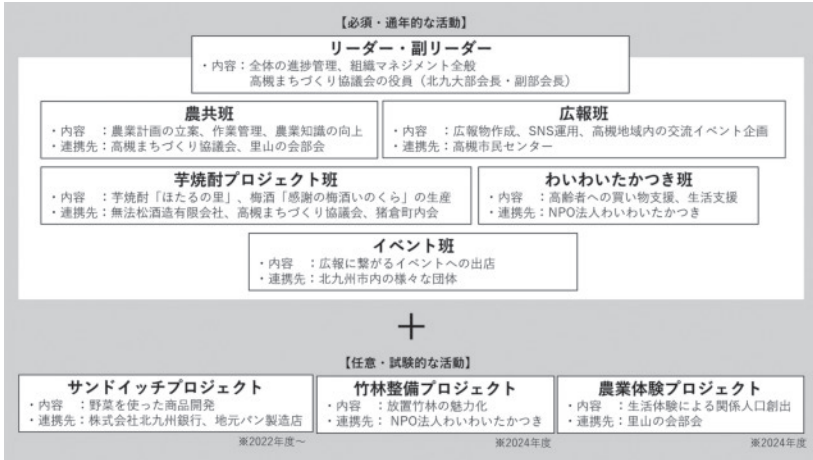 【必須・通年的な活動】
リーダー・副リーダー
・内容：全体の進捗管理、組織マネジメント全般
高槻まちづくり協議会の役員（北九大部会長・副部会長）
農共班
・内容　：農業計画の立案、作業管理、農業知識の向上
・連携先：高槻まちづくり協議会、里山の会部会
広報班
・内容　：広報物作成、SNS運用、高槻地域内の交流イベント企画
・連携先：高槻市民センター
芋焼酎プロジェクト班
・内容　：芋焼酎「ほたるの里」、梅酒「感謝の梅酒いのくら」の生産
・連携先：無法松酒造有限会社、高槻まちづくり協議会、猪倉町内会
わいわいたかつき班
・内容　：高齢者への買い物支援、生活支援
・連携先：NPO法人わいわいたかつき
イベント班
・内容　：広報に繋がるイベントへの出店
・連携先：北九州市内の様々な団体
＋
【任意・試験的な活動】
サンドイッチプロジェクト
・内容　：野菜を使った商品開発
・連携先：株式会社北九州銀行、地元パン製造店
※2022年度～
竹林整備プロジェクト
・内容　：放置竹林の魅力化
・連携先： NPO法人わいわいたかつき
※2024年度
農業体験プロジェクト
・内容　：生活体験による関係人口創出
・連携先：里山の会部会
※2024年度